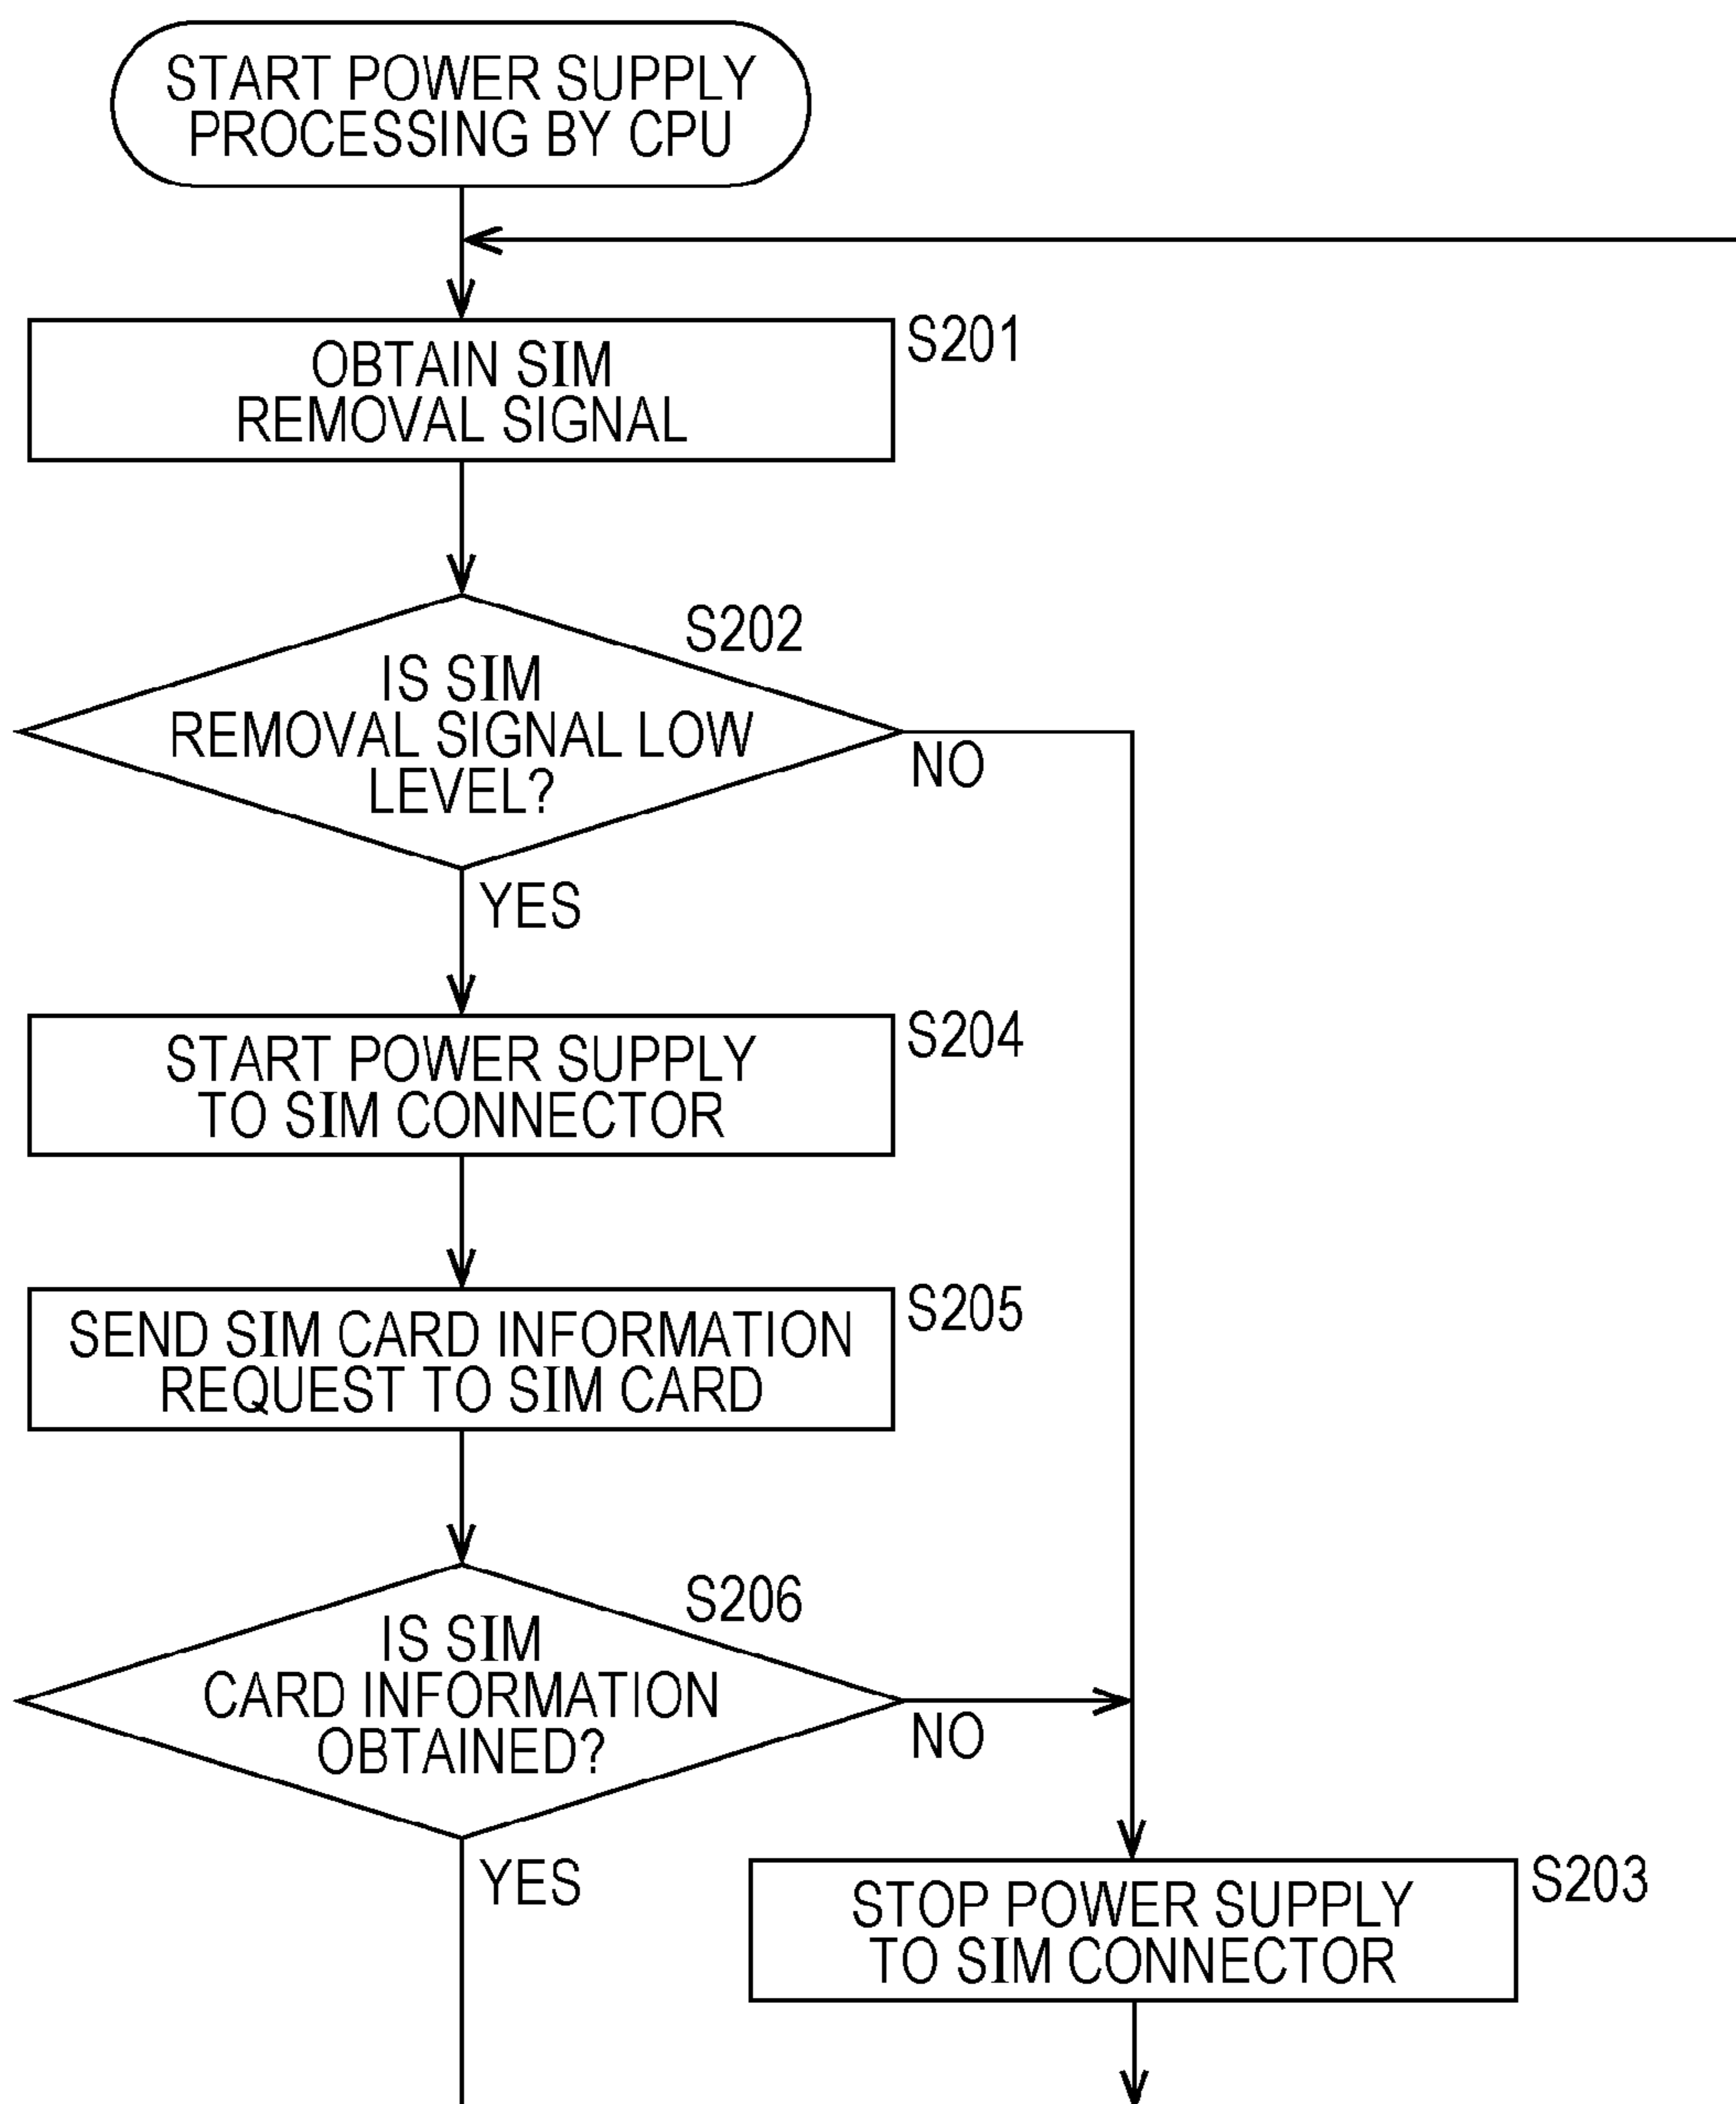 START POWER SUPPLY
PROCESSING BY CPU
S201
OBTAIN SIM
REMOVAL SIGNAL
S202
IS SIM
REMOVAL SIGNAL LOW
LEVEL?
NO
YES
S204
START POWER SUPPLY
TO SIM CONNECTOR
S205
SEND SIM CARD INFORMATION
REQUEST TO SIM CARD
S206
IS SIM
CARD INFORMATION
OBTAINED?
NO
YES
S203
STOP POWER SUPPLY
TO SIM CONNECTOR